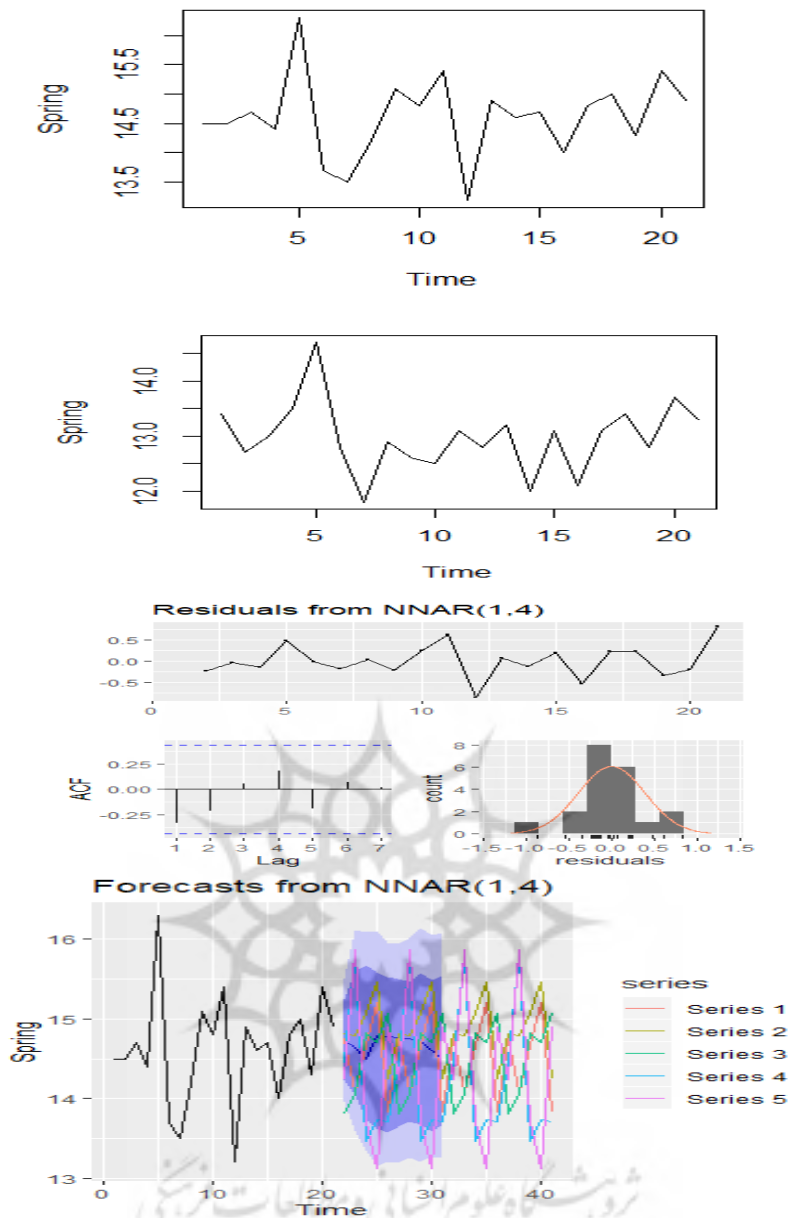 Spring
15.5
14.5
13.5
5 10 15 20
Time
Spring
14.0
13.0
12.0
5 10 15 20
Time
Residuals from NNAR(1,4)
0.5
0.0
-0.5
0 5 10 15 20
ACF
0.25
0.00
-0.25
1 2 3 4 5 6 7
Lag
count
8
6
4
2
0
-1.5 -1.0 -0.5 0.0 0.5 1.0 1.5
residuals
Forecasts from NNAR(1,4)
Spring
16
15
14
13
0 10 20 30 40
Time
series
Series 1
Series 2
Series 3
Series 4
Series 5
پژوهشگاه علوم انسانی و مطالعات فرهنگی